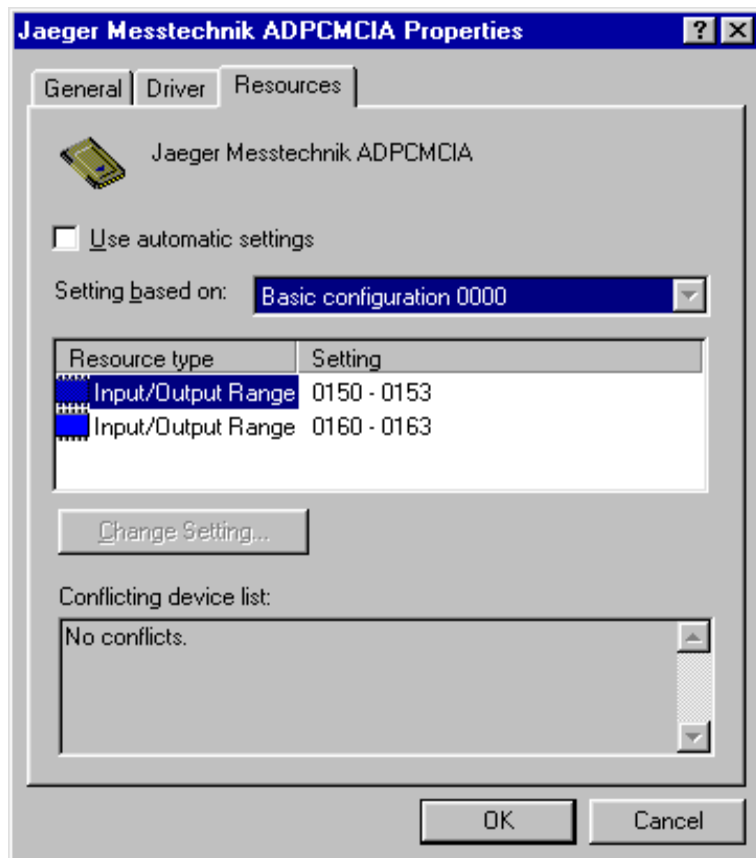 Jaeger Messtechnik ADPCMCIA Properties
General Driver Resources
Jaeger Messtechnik ADPCMCIA
Use automatic settings
Setting based on: Basic configuration 0000
Resource type Setting
Input/Output Range 0150 - 0153
Input/Output Range 0160 - 0163
Change Setting...
Conflicting device list:
No conflicts.
OK Cancel